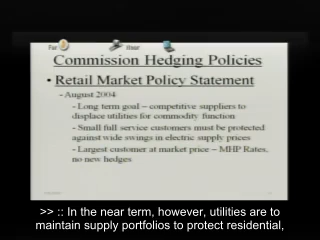 Commission Hedging Policies
• Retail Market Policy Statement
- August 2004
- Long term goal – competitive suppliers to
displace utilities for commodity function
- Small full service customers must be protected
against wide swings in electric supply prices
- Largest customer at market price – MHP Rates,
no new hedges
>> :: In the near term, however, utilities are to
maintain supply portfolios to protect residential,